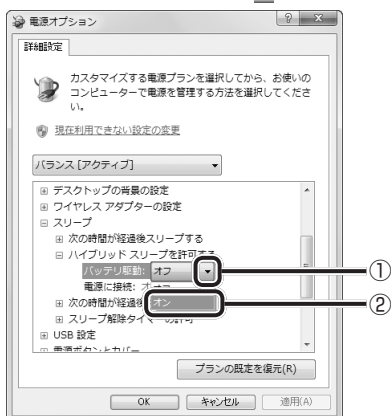 電源オプション
詳細設定
カスタマイズする電源プランを選択してから、お使いの
コンピューターで電源を管理する方法を選択してくださ
い。
現在利用できない設定の変更
バランス [アクティブ]
デスクトップの背景の設定
ワイヤレス アダプターの設定
スリープ
次の時間が経過後スリープする
ハイブリッド スリープを許可する
バッテリ駆動: オフ
①
電源に接続:
次の時間が経過後
オン
②
スリープ解除タイマーの許可
USB 設定
電源ボタンとカバー
プランの既定を復元(R)
OK
キャンセル
適用(A)